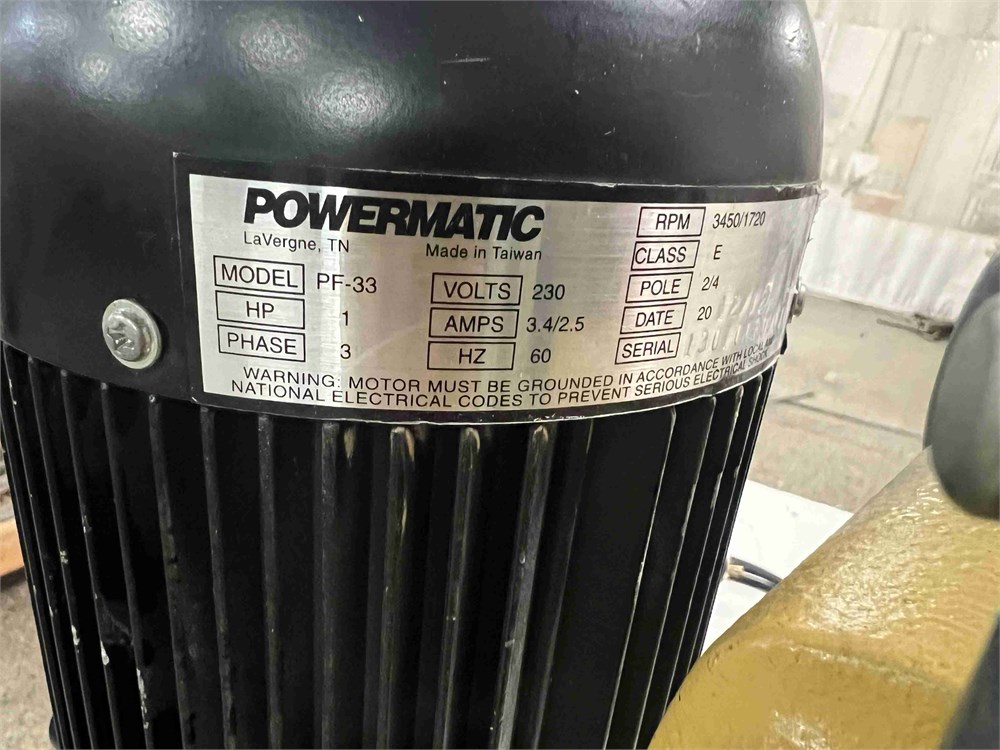 POWERMATIC
LaVergne, TN Made in Taiwan
MODEL PF-33
HP 1
PHASE 3
VOLTS 230
AMPS 3.4/2.5
HZ 60
RPM 3450/1720
CLASS E
POLE 2/4
DATE 20
SERIAL
WARNING: MOTOR MUST BE GROUNDED IN ACCORDANCE WITH LOCAL AND
NATIONAL ELECTRICAL CODES TO PREVENT SERIOUS ELECTRICAL SHOCK